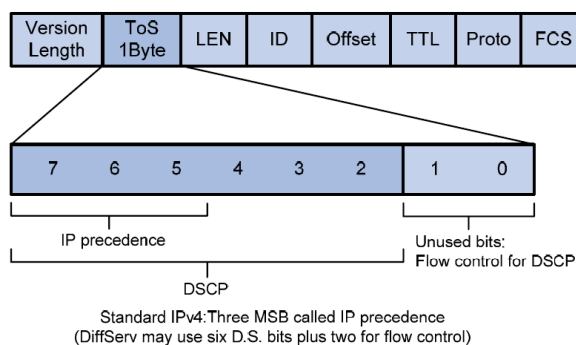 Version Length
ToS 1Byte
LEN
ID
Offset
TTL
Proto
FCS
7 6 5 4 3 2 1 0
IP precedence
Unused bits:
Flow control for DSCP
DSCP
Standard IPv4:Three MSB called IP precedence
(DiffServ may use six D.S. bits plus two for flow control)